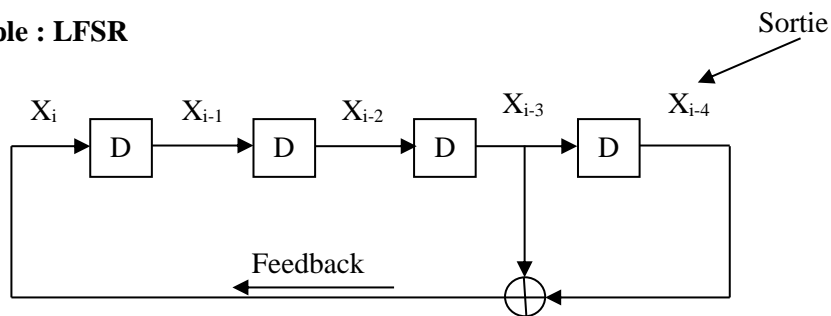 ple : LFSR
Sortie
Xi Xi-1 Xi-2 Xi-3 Xi-4
D D D D
Feedback